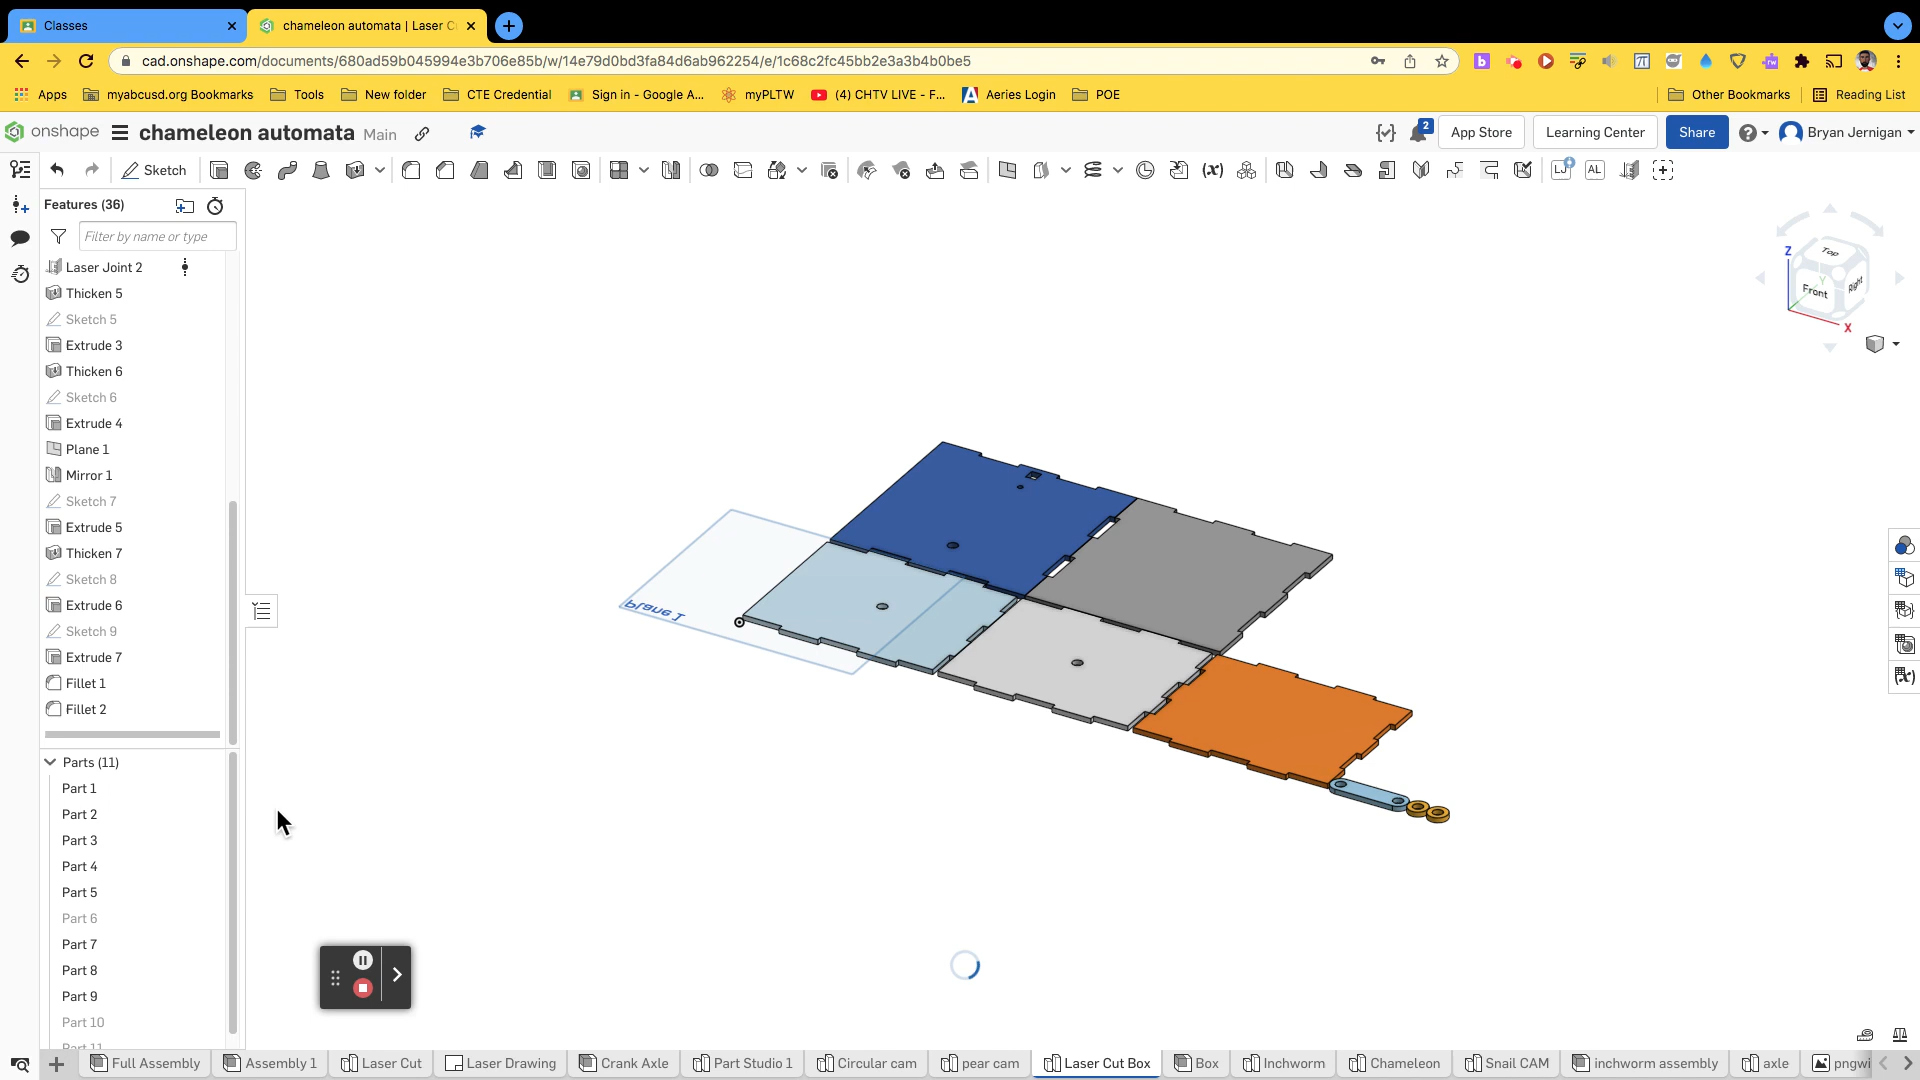 Classes
chameleon automata | Laser C
cad.onshape.com/documents/680ad59b045994e3b706e85b/w/14e79d0bd3fa84d6ab962254/e/1c68c2fc45bb2e3a3b4b0be5
Apps myabcusd.org Bookmarks Tools New folder CTE Credential Sign in - Google A... myPLTW (4) CHTV LIVE - F... Aeries Login POE Other Bookmarks Reading List
onshape chameleon automata Main 2 App Store Learning Center Share Bryan Jernigan
Sketch (x) LJ AL
Features (36)
Filter by name or type
Laser Joint 2
Thicken 5
Sketch 5
Extrude 3
Thicken 6
Sketch 6
Extrude 4
Plane 1
Mirror 1
Sketch 7
Extrude 5
Thicken 7
Sketch 8
Extrude 6
Sketch 9
Extrude 7
Fillet 1
Fillet 2
Parts (11)
Part 1
Part 2
Part 3
Part 4
Part 5
Part 6
Part 7
Part 8
Part 9
Part 10
Part 11
Plane 1
Z
Top
Y
Front Right
X
(x)
Full Assembly Assembly 1 Laser Cut Laser Drawing Crank Axle Part Studio 1 Circular cam pear cam Laser Cut Box Box Inchworm Chameleon Snail CAM inchworm assembly axle pngwi